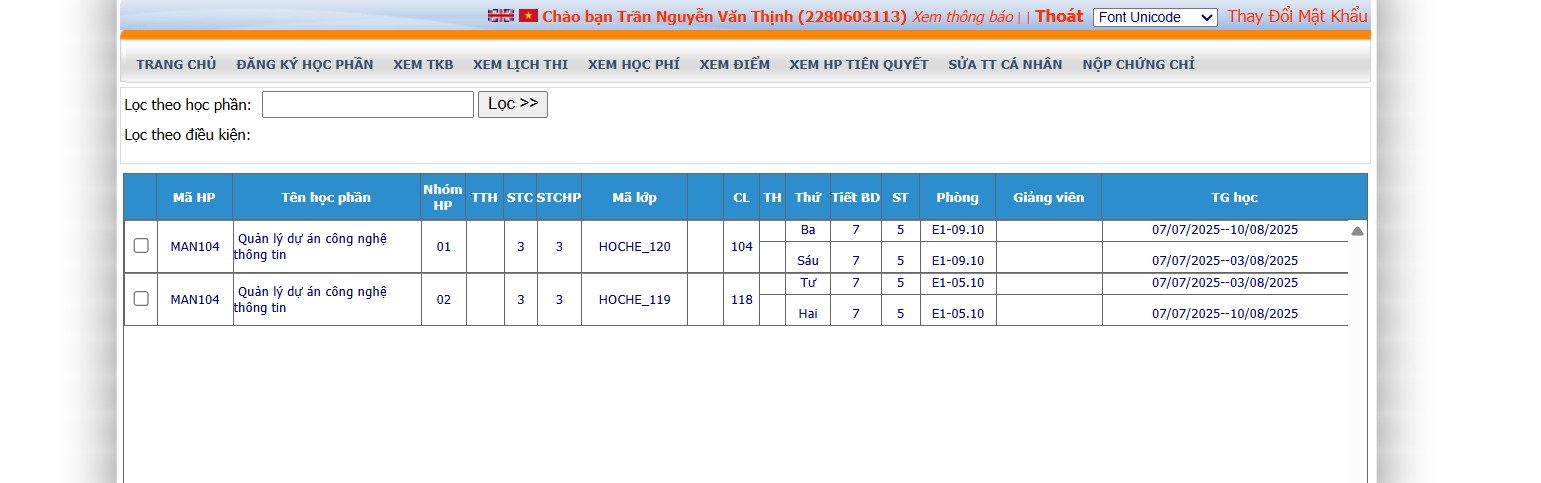 Chào bạn Trần Nguyễn Văn Thịnh (2280603113) Xem thông báo | | Thoát Font Unicode Thay Đổi Mật Khẩu
TRANG CHỦ ĐĂNG KÝ HỌC PHẦN XEM TKB XEM LỊCH THI XEM HỌC PHÍ XEM ĐIỂM XEM HP TIÊN QUYẾT SỬA TT CÁ NHÂN NỘP CHỨNG CHỈ
Lọc theo học phần: Lọc >>
Lọc theo điều kiện:
Mã HP Tên học phần Nhóm HP TTH STC STCHP Mã lớp CL TH Thứ Tiết BD ST Phòng Giảng viên TG học
MAN104 Quản lý dự án công nghệ thông tin 01 3 3 HOCHE_120 104 Ba 7 5 E1-09.10 07/07/2025--10/08/2025
Sáu 7 5 E1-09.10 07/07/2025--03/08/2025
MAN104 Quản lý dự án công nghệ thông tin 02 3 3 HOCHE_119 118 Tư 7 5 E1-05.10 07/07/2025--03/08/2025
Hai 7 5 E1-05.10 07/07/2025--10/08/2025